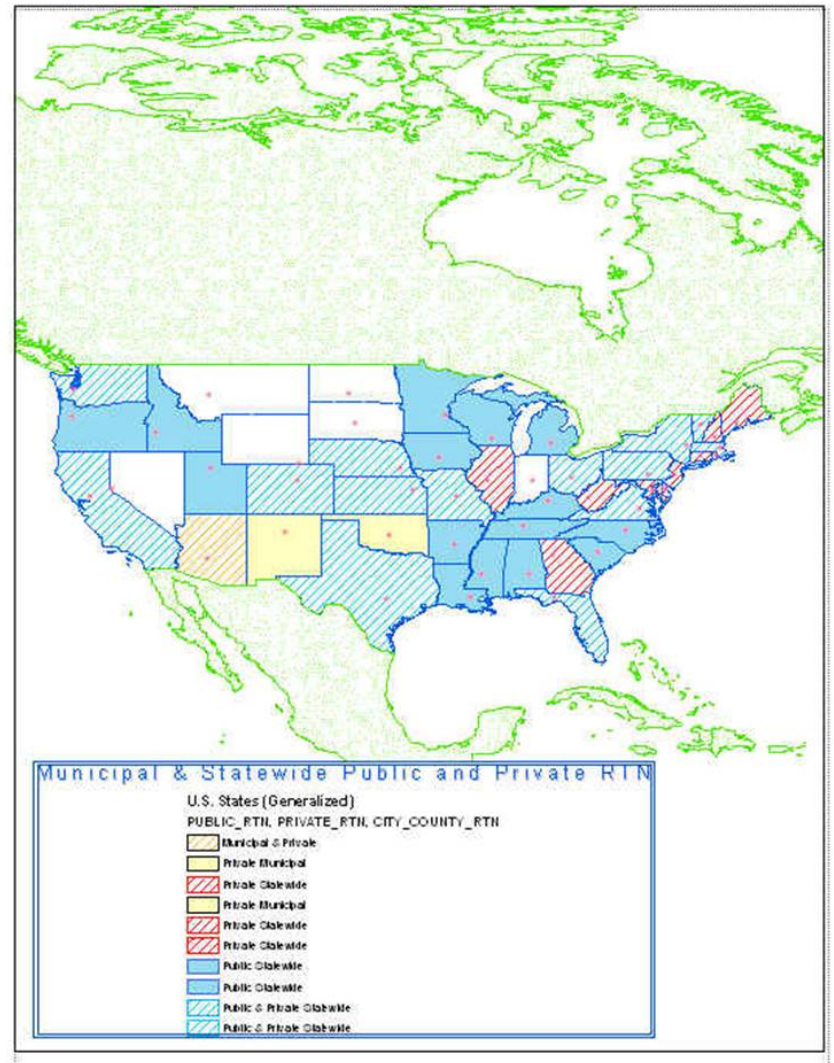 Municipal & Statewide Public and Private RTN
U.S. States (Generalized)
PUBLIC_RTN, PRIVATE_RTN, CITY_COUNTY_RTN
Municipal & Private
Private Municipal
Private Statewide
Private Municipal
Private Statewide
Private Statewide
Public Statewide
Public Statewide
Public & Private Statewide
Public & Private Statewide